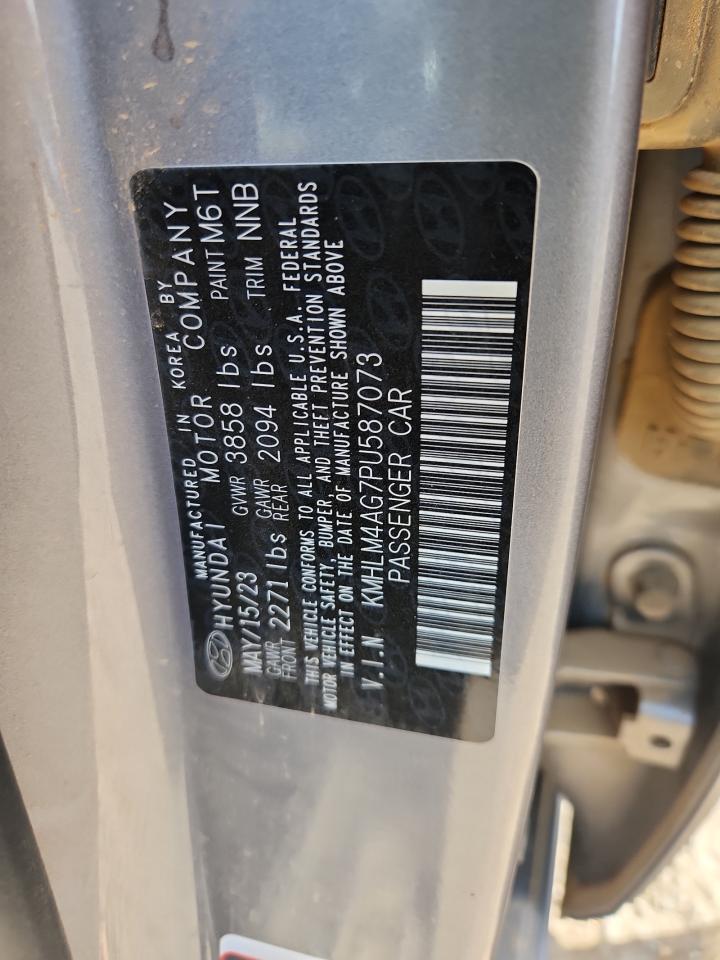 MANUFACTURED IN KOREA BY
HYUNDAI MOTOR COMPANY
MAY/15/23 GVWR 3858 lbs PAINT M6T
GAWR FRONT 2271 lbs GAWR REAR 2094 lbs TRIM NNB
THIS VEHICLE CONFORMS TO ALL APPLICABLE U.S.A. FEDERAL
MOTOR VEHICLE SAFETY, BUMPER, AND THEFT PREVENTION STANDARDS
IN EFFECT ON THE DATE OF MANUFACTURE SHOWN ABOVE
V.I.N KMHLM4AG7PU587073
PASSENGER CAR